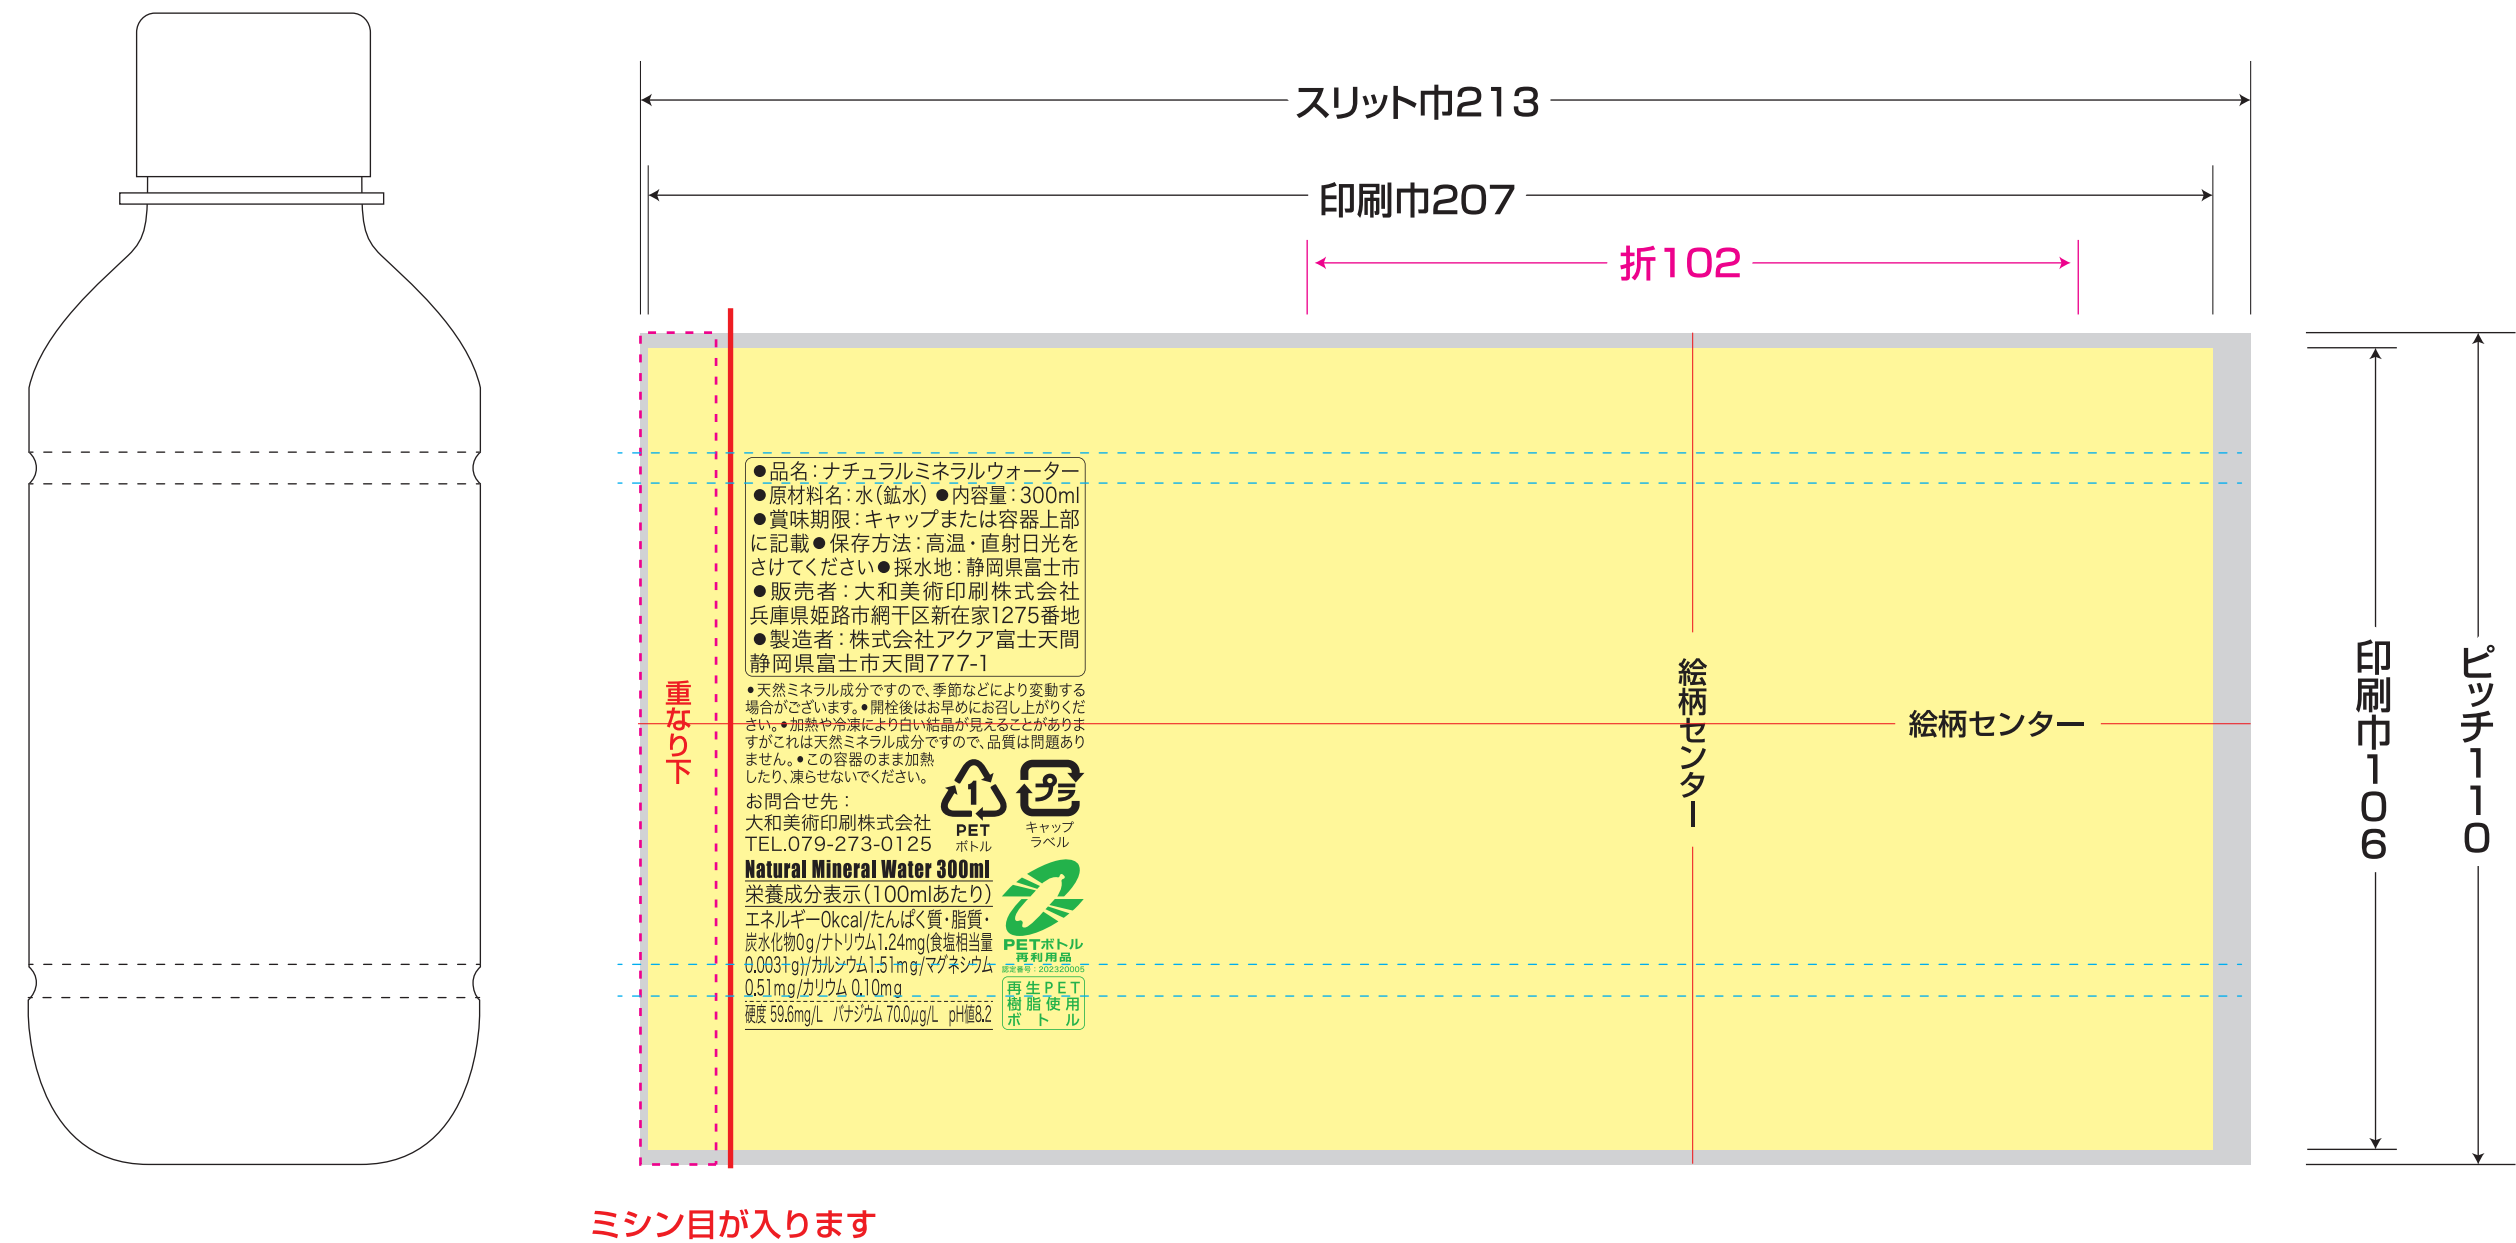 スリット巾213
印刷巾207
折102
●品名：ナチュラルミネラルウォーター
●原材料名：水（鉱水）●内容量：300ml
●賞味期限：キャップまたは容器上部
に記載●保存方法：高温・直射日光を
さけてください●採水地：静岡県富士市
●販売者：大和美術印刷株式会社
兵庫県姫路市網干区新在家1275番地
●製造者：株式会社アクア富士天間
静岡県富士市天間777-1
●天然ミネラル成分ですので、季節などにより変動する
場合がございます。●開栓後はお早めにお召し上がりくだ
さい。●加熱や冷凍により白い結晶が見えることがありま
すがこれは天然ミネラル成分ですので、品質は問題あり
ません。●この容器のまま加熱
したり、凍らせないでください。
お問合せ先：
大和美術印刷株式会社
TEL.079-273-0125
1
PET
ボトル
プラ
キャップ
ラベル
Natural Mineral Water 300ml
栄養成分表示（100mlあたり）
エネルギー0kcal/たんぱく質・脂質・
炭水化物0g/ナトリウム1.24mg(食塩相当量
0.0031g)/カルシウム1.51mg/マグネシウム
0.51mg/カリウム 0.10mg
硬度 59.6mg/L　バナジウム 70.0μg/L　pH値8.2
PETボトル
再利用品
認定番号：202320005
再生PET
樹脂使用
ボトル
重なり下
絵柄センター
絵柄センター
印刷巾106
ピッチ110
ミシン目が入ります